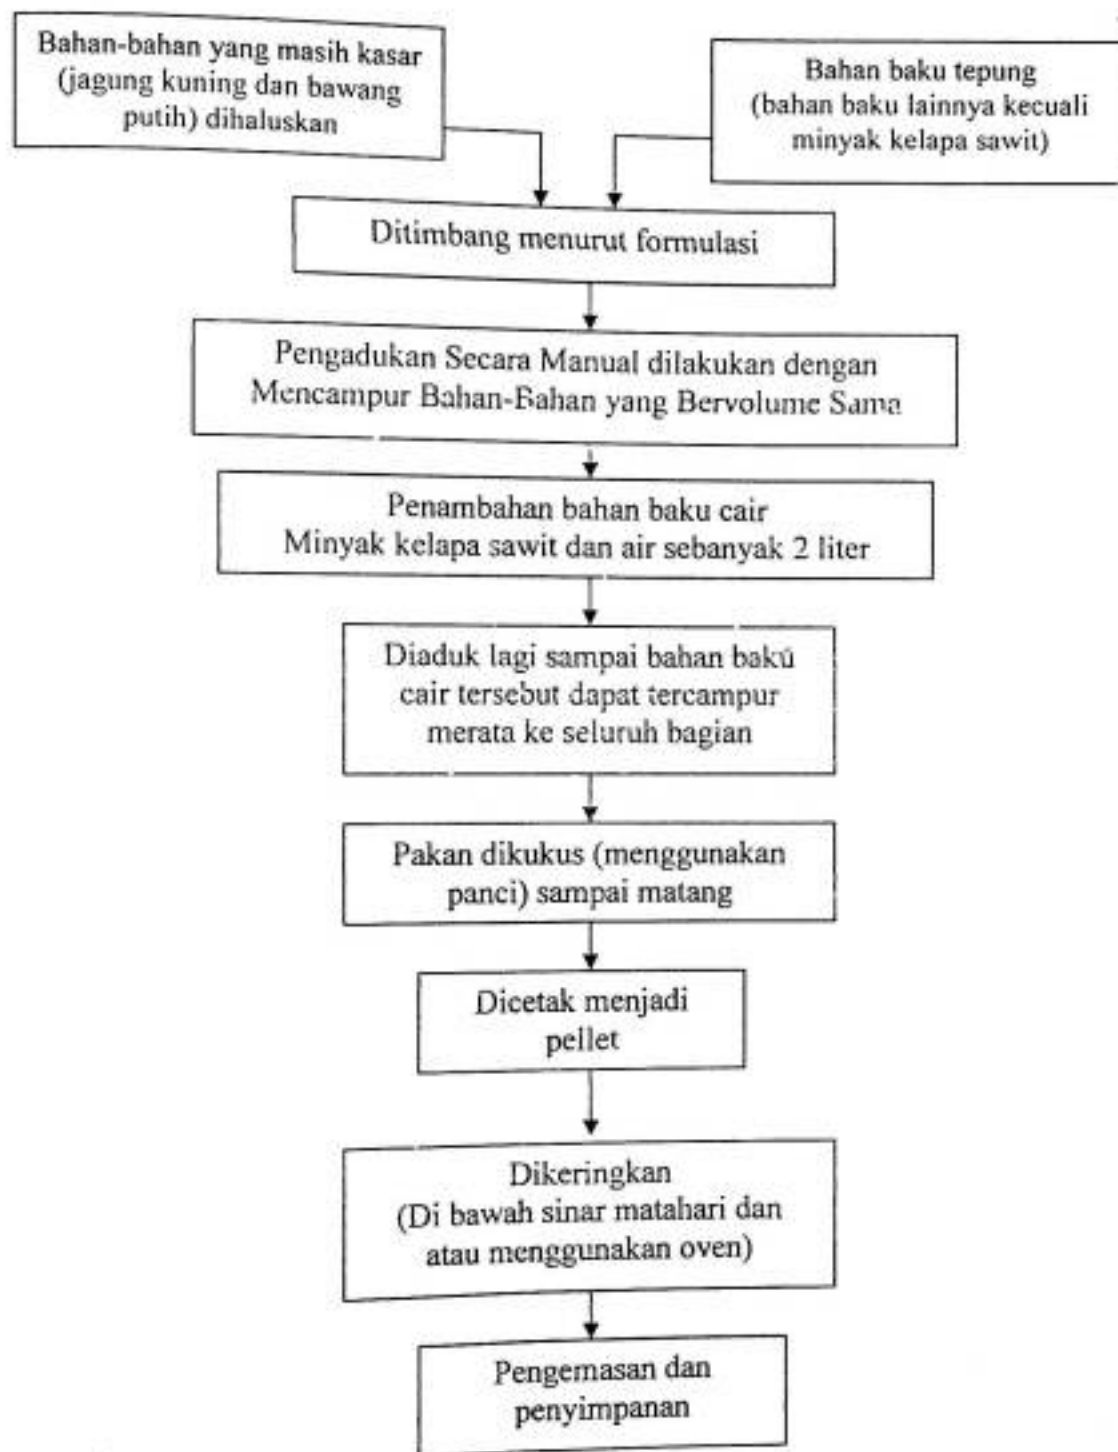 Bahan-bahan yang masih kasar
(jagung kuning dan bawang
putih) dihaluskan
Bahan baku tepung
(bahan baku lainnya kecuali
minyak kelapa sawit)
Ditimbang menurut formulasi
Pengadukan Secara Manual dilakukan dengan
Mencampur Bahan-Bahan yang Bervolume Sama
Penambahan bahan baku cair
Minyak kelapa sawit dan air sebanyak 2 liter
Diaduk lagi sampai bahan baku
cair tersebut dapat tercampur
merata ke seluruh bagian
Pakan dikukus (menggunakan
panci) sampai matang
Dicetak menjadi
pellet
Dikeringkan
(Di bawah sinar matahari dan
atau menggunakan oven)
Pengemasan dan
penyimpanan